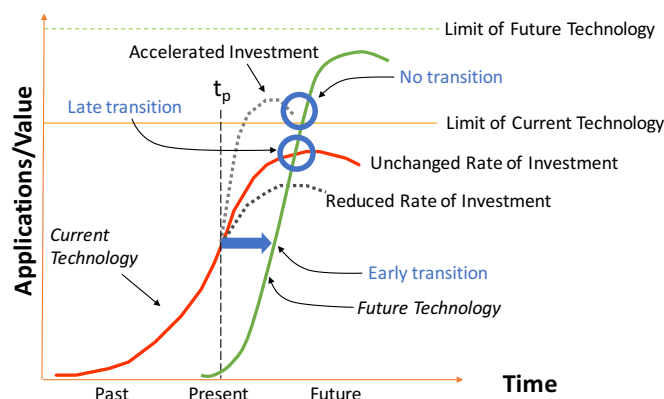 Limit of Future Technology
Accelerated Investment
No transition
tp
Late transition
Limit of Current Technology
Unchanged Rate of Investment
Reduced Rate of Investment
Applications/Value
Current
Technology
Early transition
Future Technology
Past
Present
Future
Time